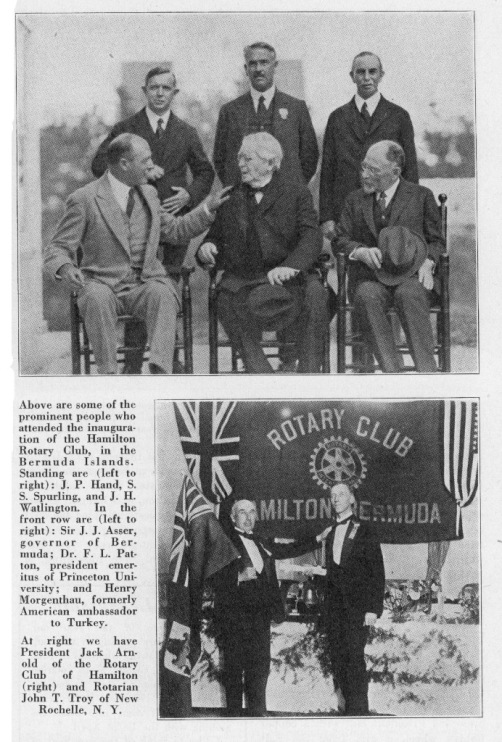 Above are some of the
prominent people who
attended the inaugura-
tion of the Hamilton
Rotary Club, in the
Bermuda Islands.
Standing are (left to
right): J. P. Hand, S.
S. Spurling, and J. H.
Watlington. In the
front row are (left to
right): Sir J. J. Asser,
governor of Ber-
muda; Dr. F. L. Pat-
ton, president emer-
itus of Princeton Uni-
versity; and Henry
Morgenthau, formerly
American ambassador
to Turkey.
At right we have
President Jack Arn-
old of the Rotary
Club of Hamilton
(right) and Rotarian
John T. Troy of New
Rochelle, N. Y.
ROTARY CLUB
AMILTON BERMUDA